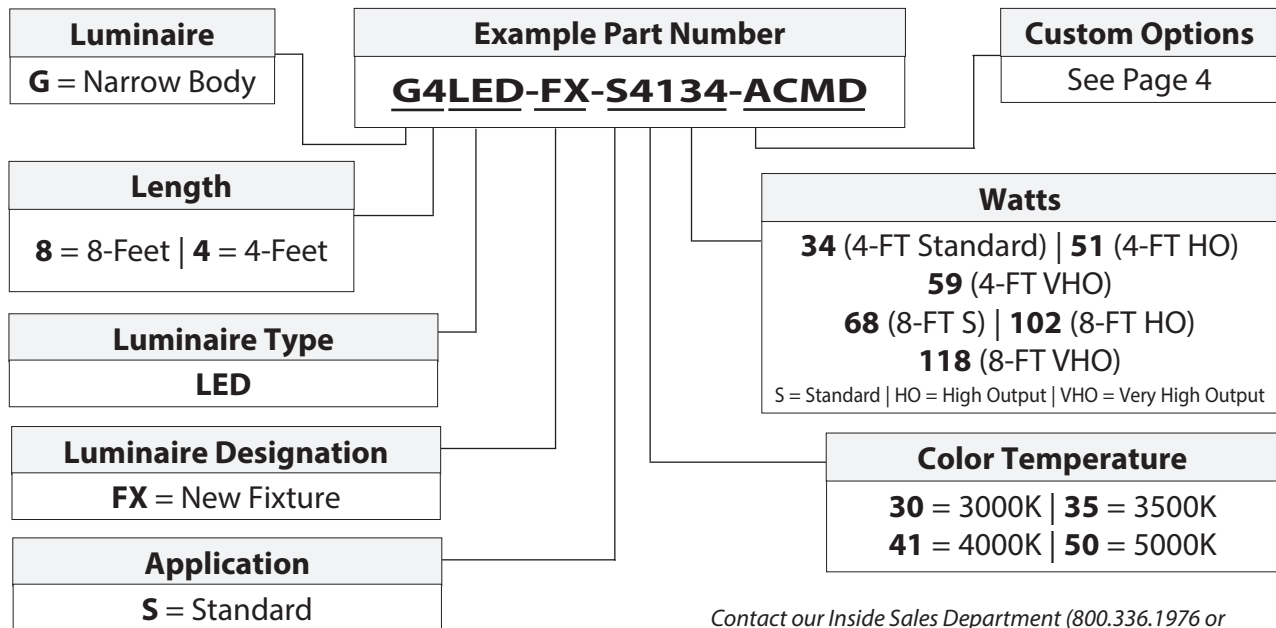 Luminaire
G = Narrow Body
Example Part Number
G4LED-FX-S4134-ACMD
Custom Options
See Page 4
Length
8 = 8-Feet | 4 = 4-Feet
Luminaire Type
LED
Luminaire Designation
FX = New Fixture
Application
S = Standard
Watts
34 (4-FT Standard) | 51 (4-FT HO)
59 (4-FT VHO)
68 (8-FT S) | 102 (8-FT HO)
118 (8-FT VHO)
S = Standard | HO = High Output | VHO = Very High Output
Color Temperature
30 = 3000K | 35 = 3500K
41 = 4000K | 50 = 5000K
Contact our Inside Sales Department (800.336.1976 or